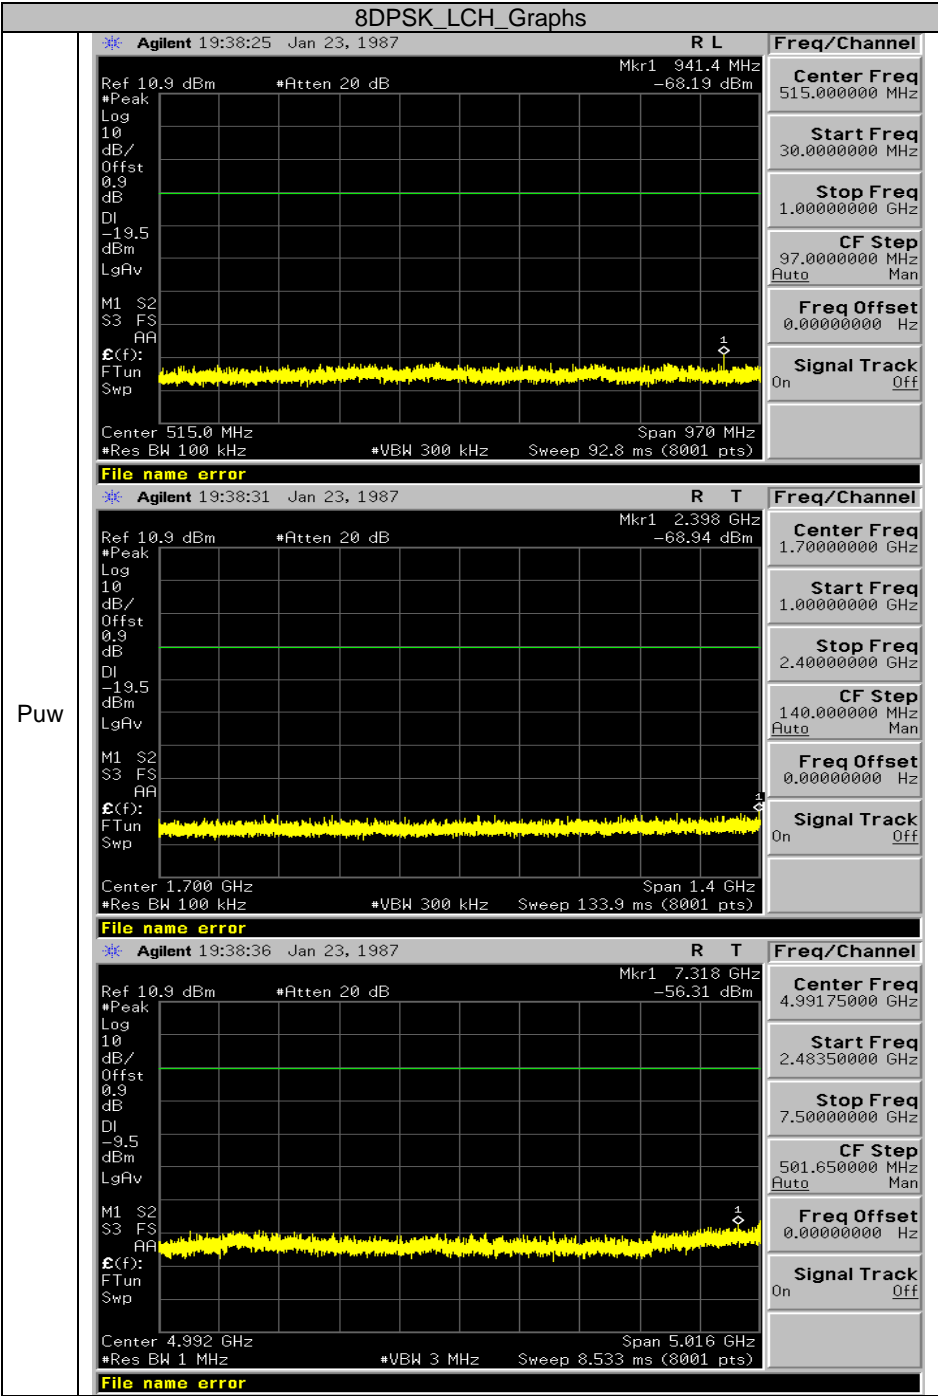 8DPSK_LCH_Graphs
Puw
Agilent 19:38:25 Jan 23, 1987 R L Freq/Channel
Mkr1 941.4 MHz
Ref 10.9 dBm #Atten 20 dB -68.19 dBm
#Peak
Log
10
dB/
Offst
0.9
dB
DI
-19.5
dBm
LgAv
M1 S2
S3 FS
AA
£(f):
FTun
Swp
1
Center 515.0 MHz Span 970 MHz
#Res BW 100 kHz #VBW 300 kHz Sweep 92.8 ms (8001 pts)
File name error
Center Freq
515.000000 MHz
Start Freq
30.0000000 MHz
Stop Freq
1.00000000 GHz
CF Step
97.0000000 MHz
Auto Man
Freq Offset
0.00000000 Hz
Signal Track
On Off
Agilent 19:38:31 Jan 23, 1987 R T Freq/Channel
Mkr1 2.398 GHz
Ref 10.9 dBm #Atten 20 dB -68.94 dBm
#Peak
Log
10
dB/
Offst
0.9
dB
DI
-19.5
dBm
LgAv
M1 S2
S3 FS
AA
£(f):
FTun
Swp
1
Center 1.700 GHz Span 1.4 GHz
#Res BW 100 kHz #VBW 300 kHz Sweep 133.9 ms (8001 pts)
File name error
Center Freq
1.70000000 GHz
Start Freq
1.00000000 GHz
Stop Freq
2.40000000 GHz
CF Step
140.000000 MHz
Auto Man
Freq Offset
0.00000000 Hz
Signal Track
On Off
Agilent 19:38:36 Jan 23, 1987 R T Freq/Channel
Mkr1 7.318 GHz
Ref 10.9 dBm #Atten 20 dB -56.31 dBm
#Peak
Log
10
dB/
Offst
0.9
dB
DI
-9.5
dBm
LgAv
M1 S2
S3 FS
AA
£(f):
FTun
Swp
1
Center 4.992 GHz Span 5.016 GHz
#Res BW 1 MHz #VBW 3 MHz Sweep 8.533 ms (8001 pts)
File name error
Center Freq
4.99175000 GHz
Start Freq
2.48350000 GHz
Stop Freq
7.50000000 GHz
CF Step
501.650000 MHz
Auto Man
Freq Offset
0.00000000 Hz
Signal Track
On Off